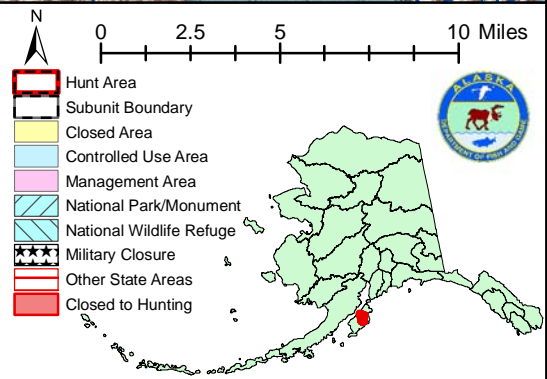 N
0 2.5 5 10 Miles
Hunt Area
Subunit Boundary
Closed Area
Controlled Use Area
Management Area
National Park/Monument
National Wildlife Refuge
Military Closure
Other State Areas
Closed to Hunting
ALASKA
DEPARTMENT OF FISH AND GAME